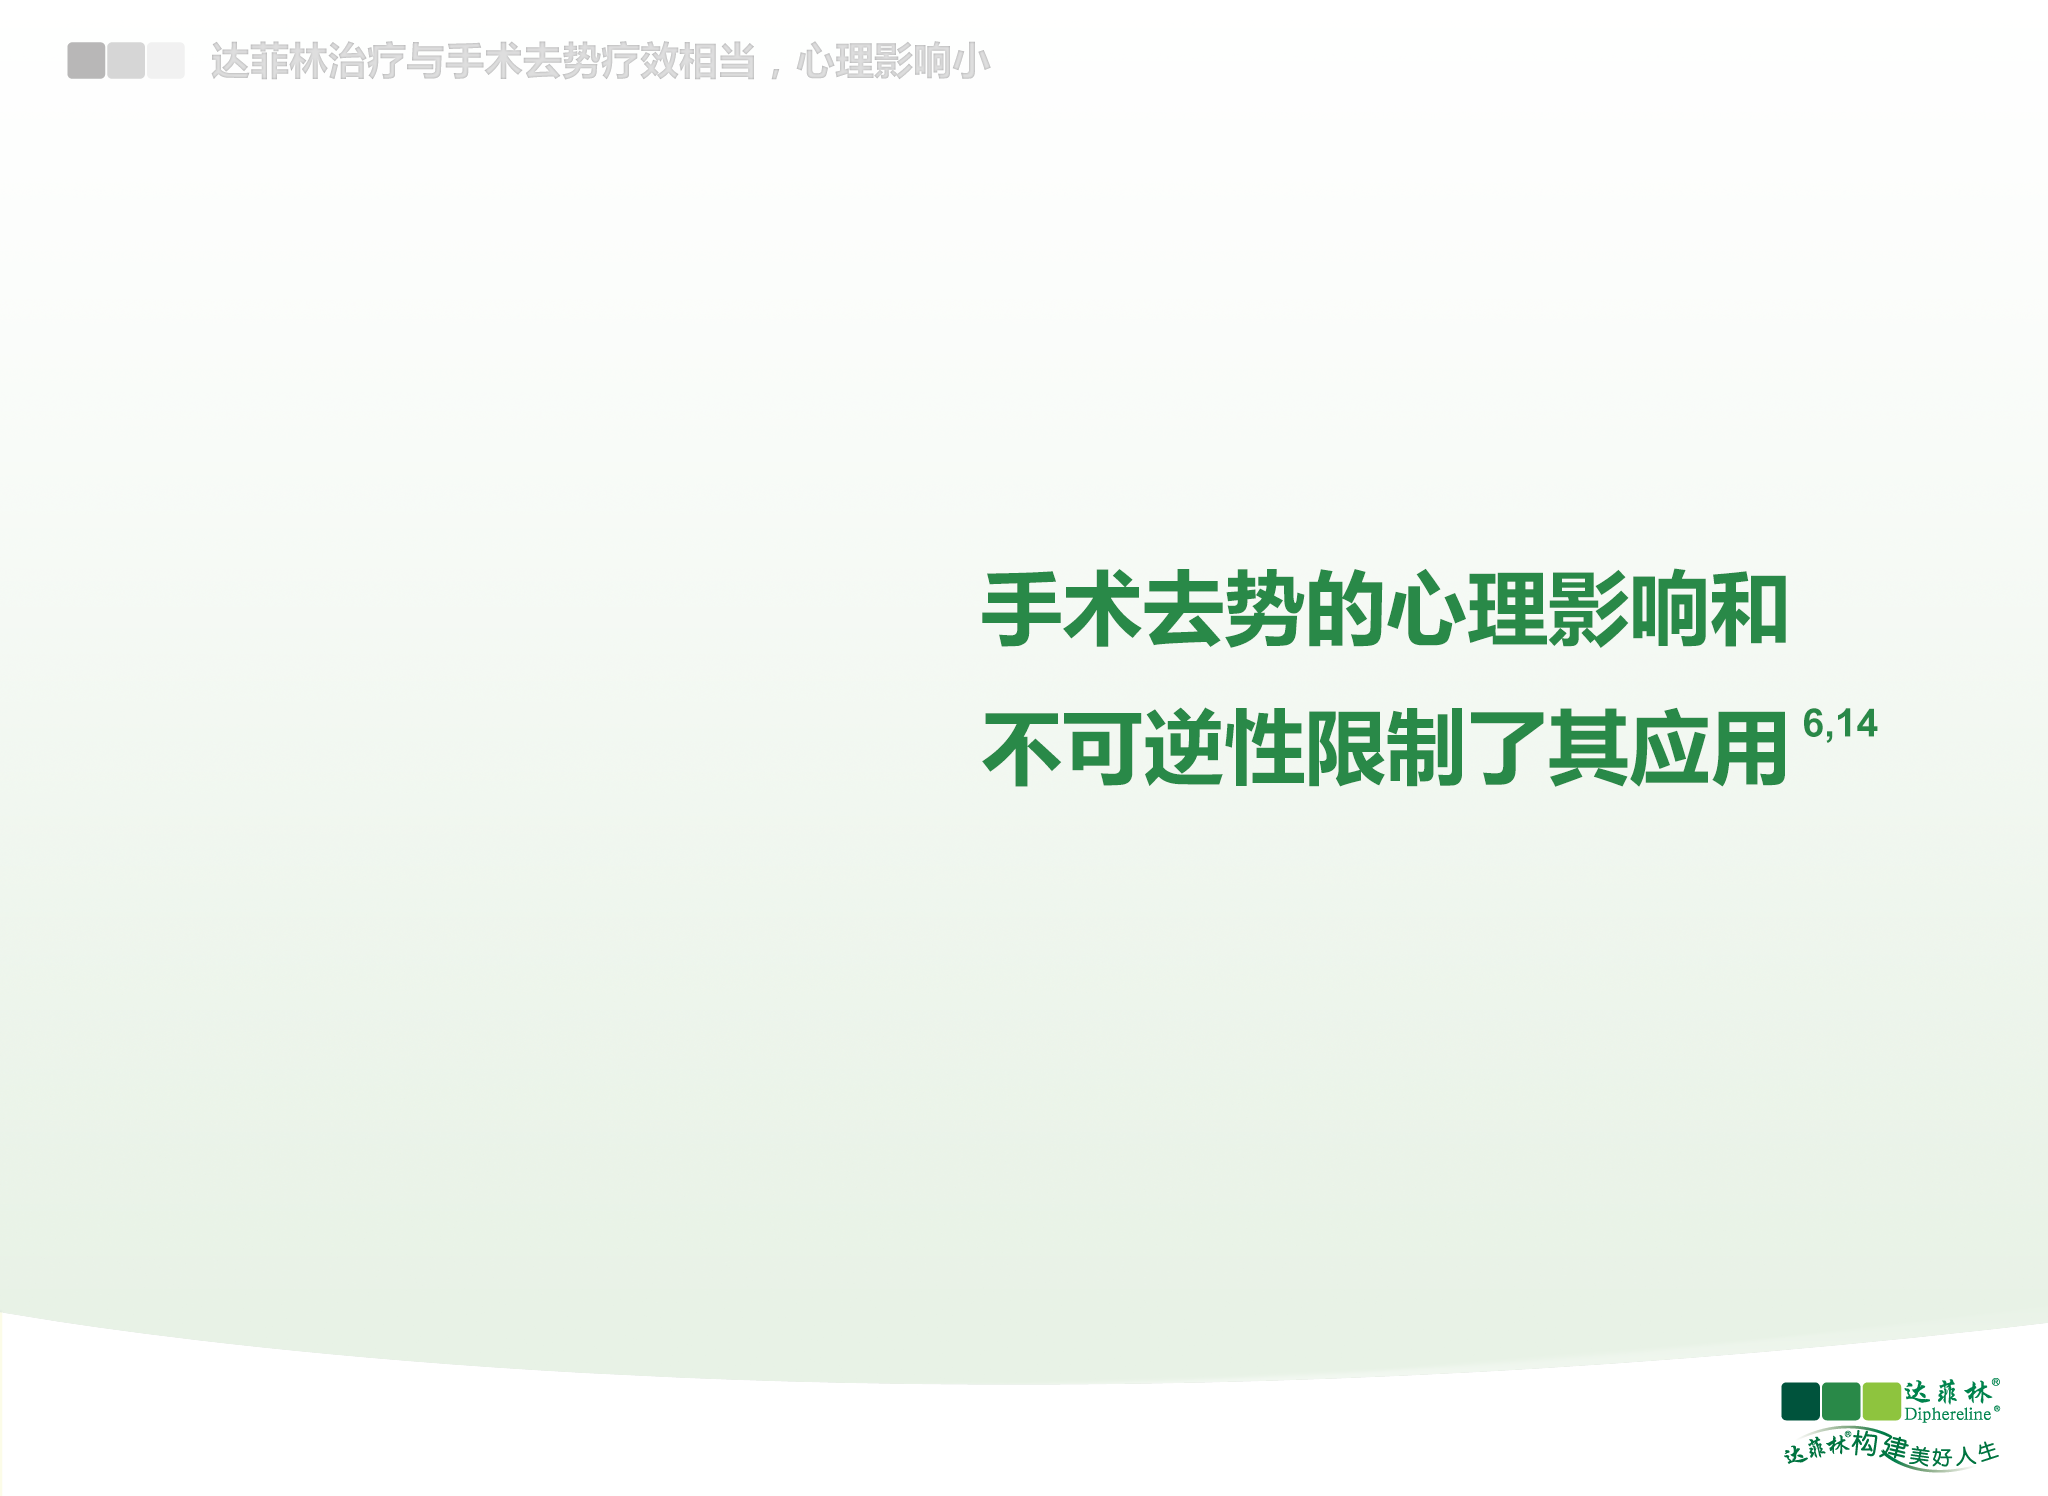 达菲林治疗与手术去势疗效相当，心理影响小
手术去势的心理影响和
不可逆性限制了其应用 6,14
达菲林®
Diphereline®
达菲林®构建美好人生